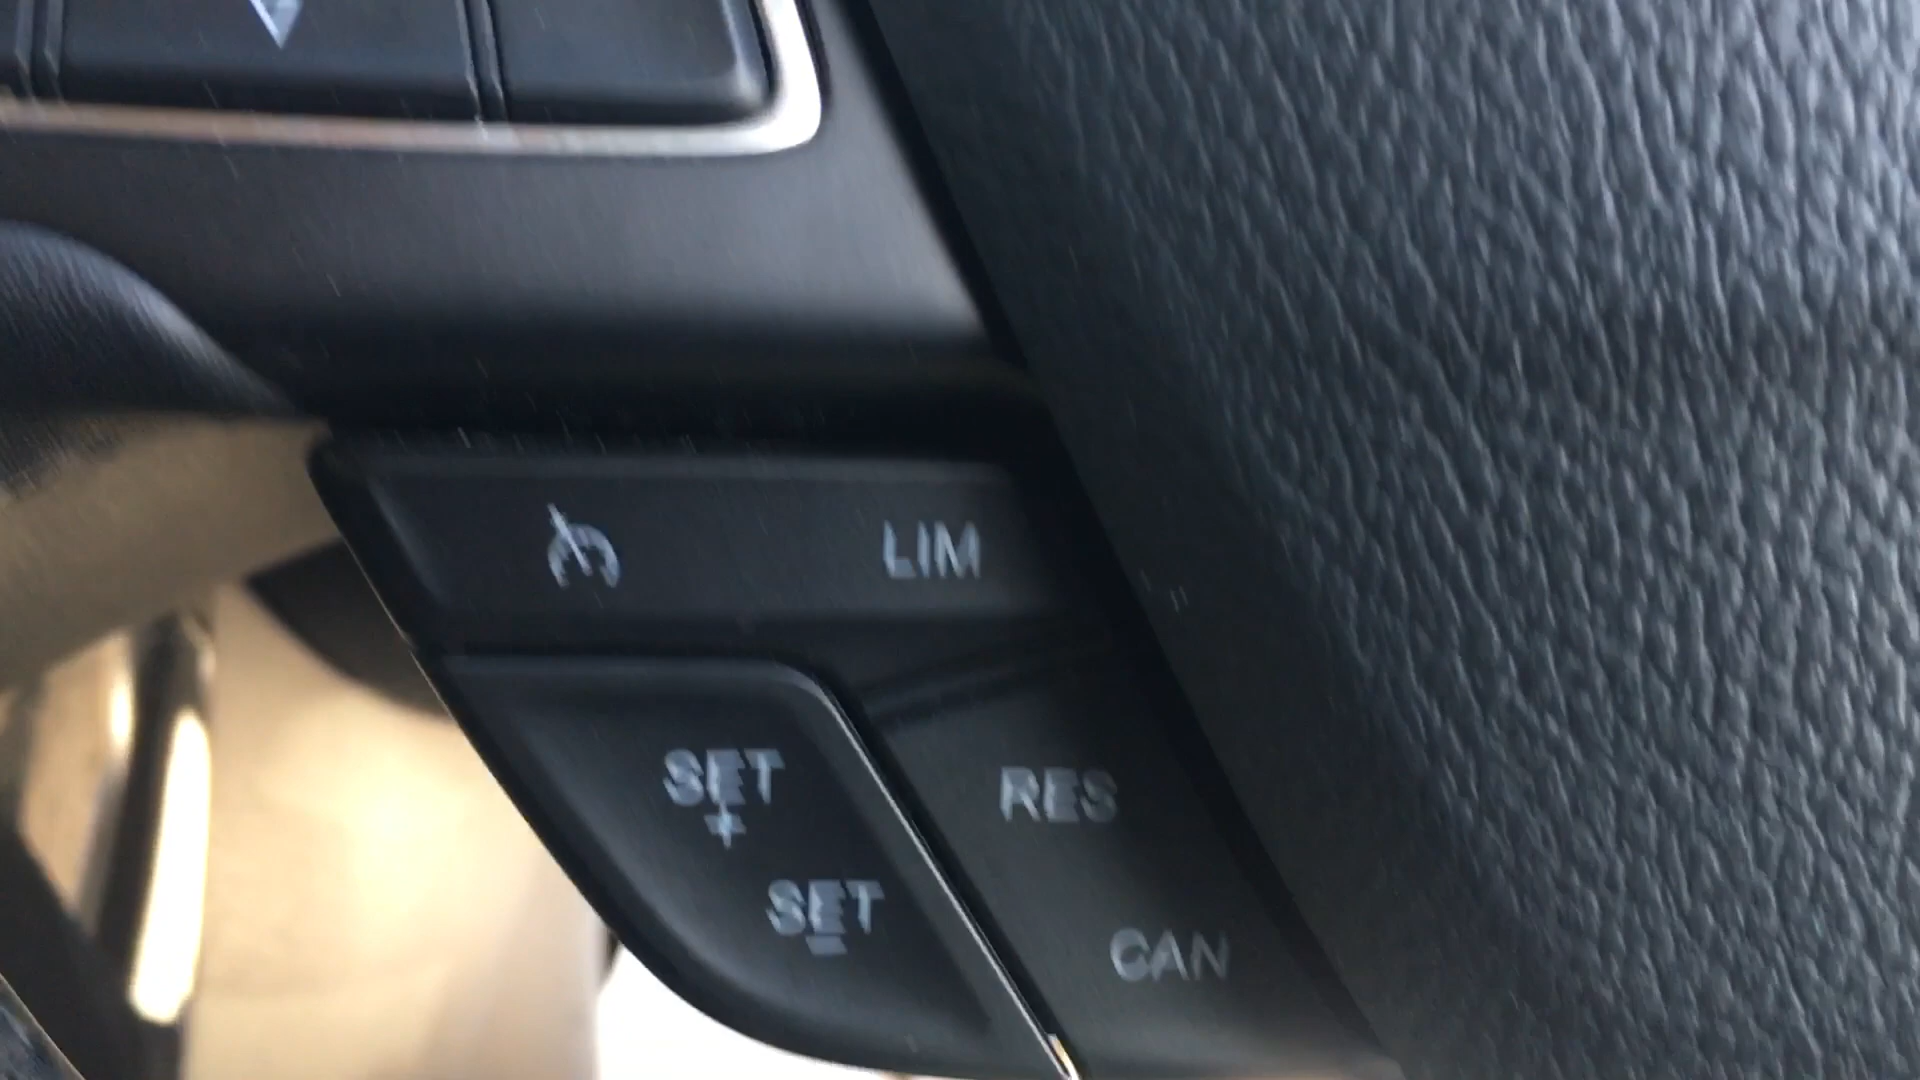 LIM
SET
+
RES
SET
-
CAN